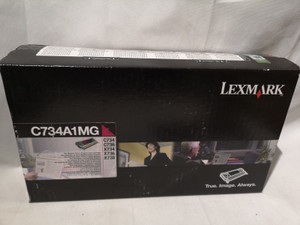 LEXMARK
C734A1MG
C734
C736
X734
X736
X738
True. Image. Always.